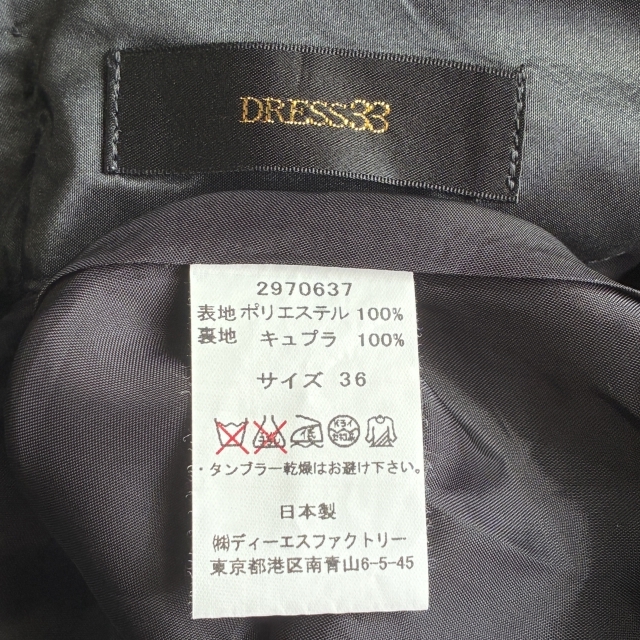 DRESS33
2970637
表地 ポリエステル 100%
裏地 キュプラ 100%
サイズ 36
・タンブラー乾燥はお避け下さい。
日本製
㈱ディーエスファクトリー
東京都港区南青山6-5-45